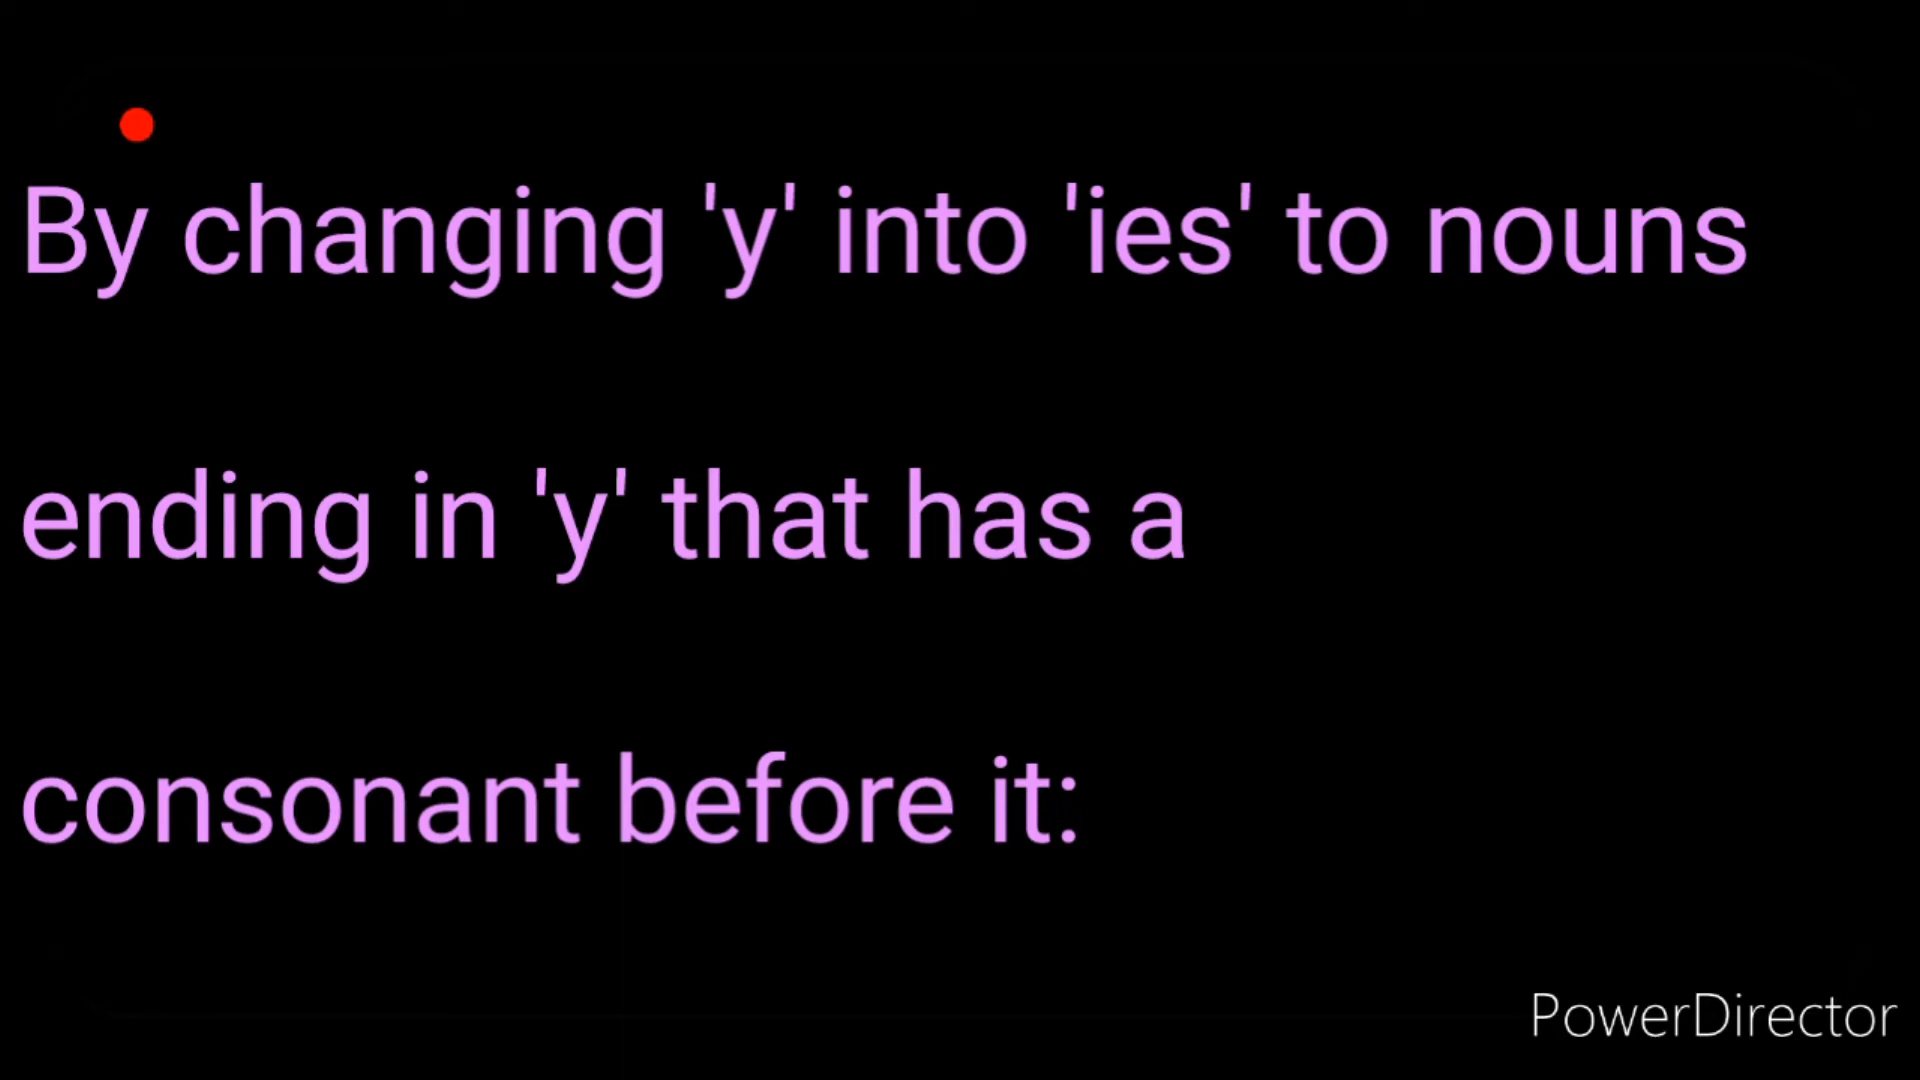 By changing 'y' into 'ies' to nouns
ending in 'y' that has a
consonant before it:
PowerDirector